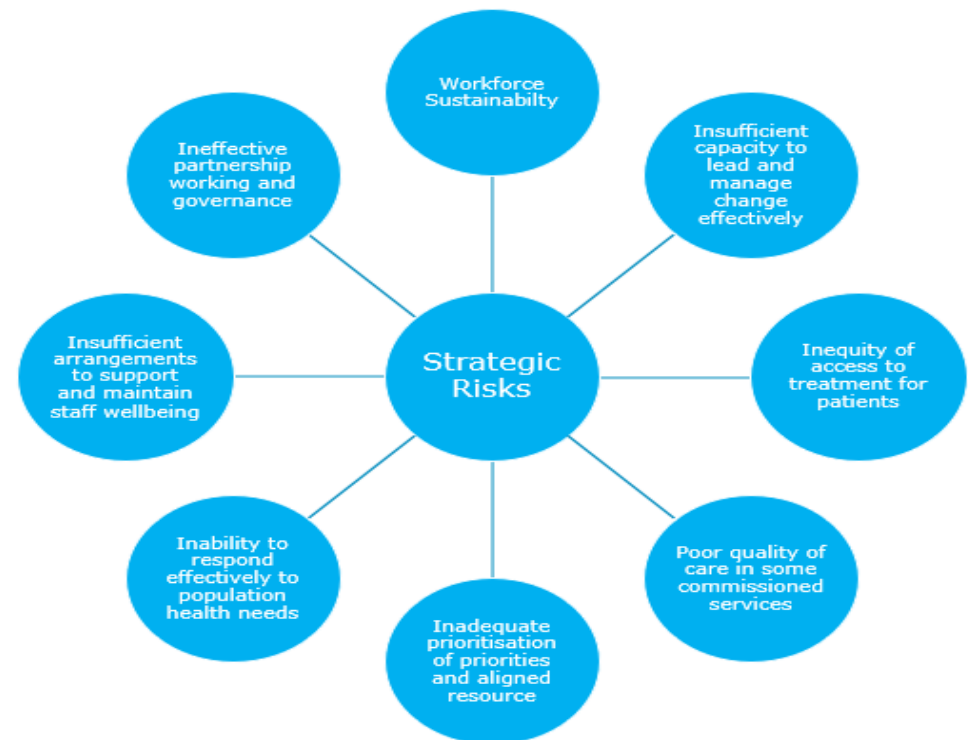 Workforce
Sustainabilty
Insufficient
capacity to
lead and
manage
change
effectively
Inequity of
access to
treatment for
patients
Poor quality of
care in some
commissioned
services
Inadequate
prioritisation
of priorities
and aligned
resource
Inability to
respond
effectively to
population
health needs
Insufficient
arrangements
to support
and maintain
staff wellbeing
Ineffective
partnership
working and
governance
Strategic
Risks